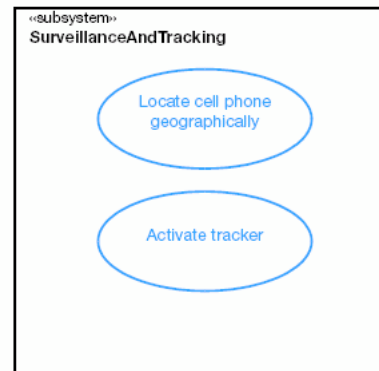 «subsystem»
SurveillanceAndTracking
Locate cell phone
geographically
Activate tracker